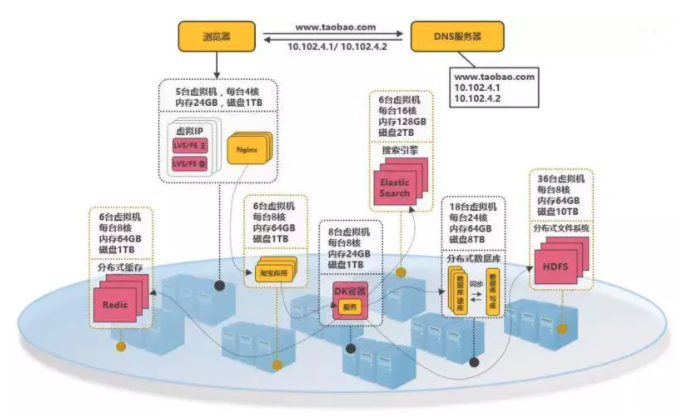 www.taobao.com
浏览器
DNS服务器
10.102.4.1/ 10.102.4.2
www.taobao.com
10.102.4.1
10.102.4.2
5台虚拟机，每台4核
内存24GB，磁盘1TB
虚拟IP
LVS/F5 主
LVS/F5 备
Nginx
6台虚拟机
每台16核
内存128GB
磁盘2TB
搜索引擎
Elastic
Search
36台虚拟机
每台8核
内存64GB
磁盘10TB
分布式文件系统
HDFS
18台虚拟机
每台24核
内存64GB
磁盘8TB
分布式数据库
数据库 读库
同步
数据库 写库
6台虚拟机
每台8核
内存64GB
磁盘1TB
淘宝应用
6台虚拟机
每台8核
内存64GB
磁盘1TB
分布式缓存
Redis
8台虚拟机
每台8核
内存24GB
磁盘1TB
DK容器
服务